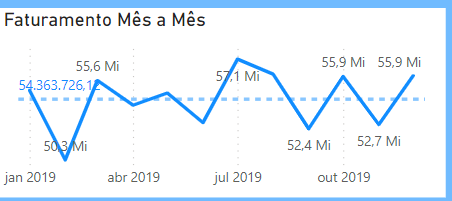 Faturamento Mês a Mês
55,6 Mi
57,1 Mi
55,9 Mi
55,9 Mi
54.363.726,12
50,3 Mi
52,4 Mi
52,7 Mi
jan 2019
abr 2019
jul 2019
out 2019